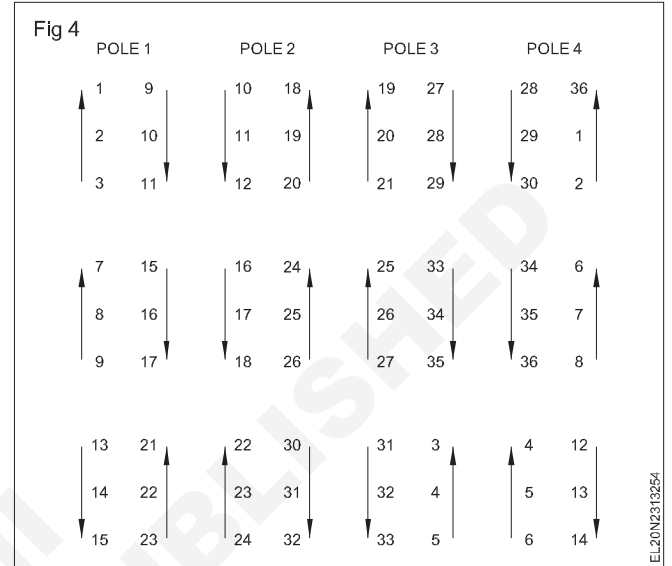 Fig 4
POLE 1 POLE 2 POLE 3 POLE 4
1 9 10 18 19 27 28 36
2 10 11 19 20 28 29 1
3 11 12 20 21 29 30 2
7 15 16 24 25 33 34 6
8 16 17 25 26 34 35 7
9 17 18 26 27 35 36 8
13 21 22 30 31 3 4 12
14 22 23 31 32 4 5 13
15 23 24 32 33 5 6 14
EL20N2313254